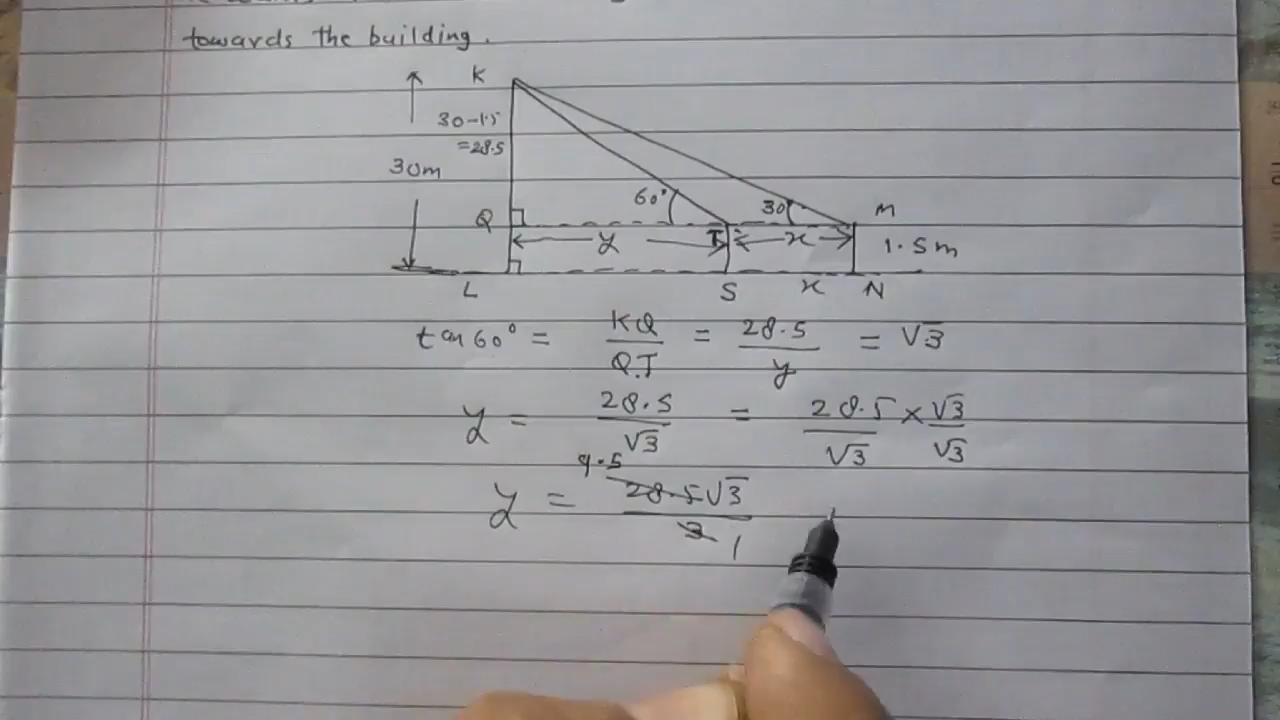 towards the building.
K
30-1.5
=28.5
30m
60°
30
M
Q
y
T
x
1.5m
L
S
x
N
tan 60° = KQ/QT = 28.5/y = √3
y = 28.5/√3 = 28.5/√3 × √3/√3
9.5
y = 28.5√3/3
1